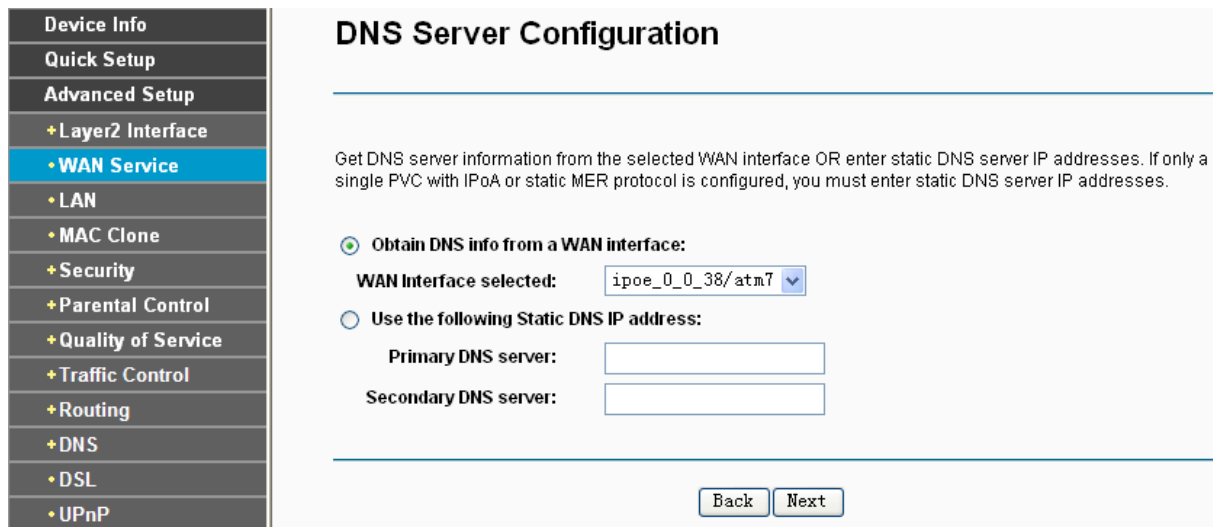 Device Info
Quick Setup
Advanced Setup
+Layer2 Interface
•WAN Service
•LAN
•MAC Clone
+Security
+Parental Control
+Quality of Service
+Traffic Control
+Routing
+DNS
•DSL
•UPnP
DNS Server Configuration
Get DNS server information from the selected WAN interface OR enter static DNS server IP addresses. If only a
single PVC with IPoA or static MER protocol is configured, you must enter static DNS server IP addresses.
Obtain DNS info from a WAN interface:
WAN Interface selected: ipoe_0_0_38/atm7
Use the following Static DNS IP address:
Primary DNS server:
Secondary DNS server:
Back Next